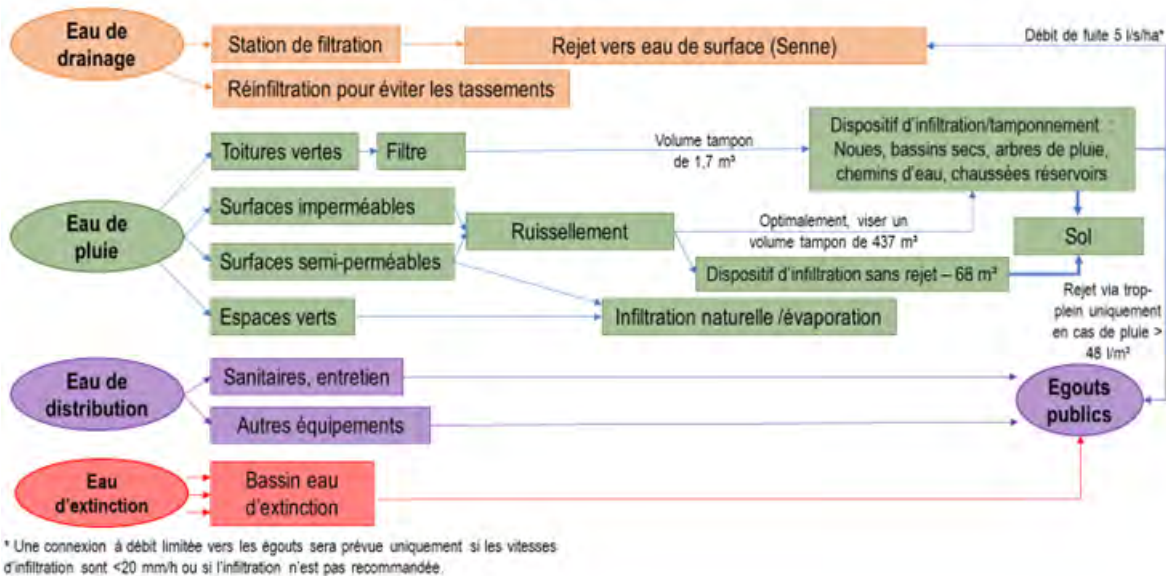 Eau de
drainage
Station de filtration
Rejet vers eau de surface (Senne)
Débit de fuite 5 l/s/ha*
Réinfiltration pour éviter les tassements
Eau de
pluie
Toitures vertes
Filtre
Volume tampon
de 1,7 m³
Dispositif d'infiltration/tamponnement :
Noues, bassins secs, arbres de pluie,
chemins d'eau, chaussées réservoirs
Surfaces imperméables
Surfaces semi-perméables
Ruissellement
Optimalement, viser un
volume tampon de 437 m³
Sol
Dispositif d'infiltration sans rejet – 68 m³
Espaces verts
Infiltration naturelle /évaporation
Rejet via trop-
plein uniquement
en cas de pluie >
48 l/m²
Eau de
distribution
Sanitaires, entretien
Autres équipements
Egouts
publics
Eau
d'extinction
Bassin eau
d'extinction
* Une connexion à débit limitée vers les égouts sera prévue uniquement si les vitesses
d'infiltration sont <20 mm/h ou si l'infiltration n'est pas recommandée.